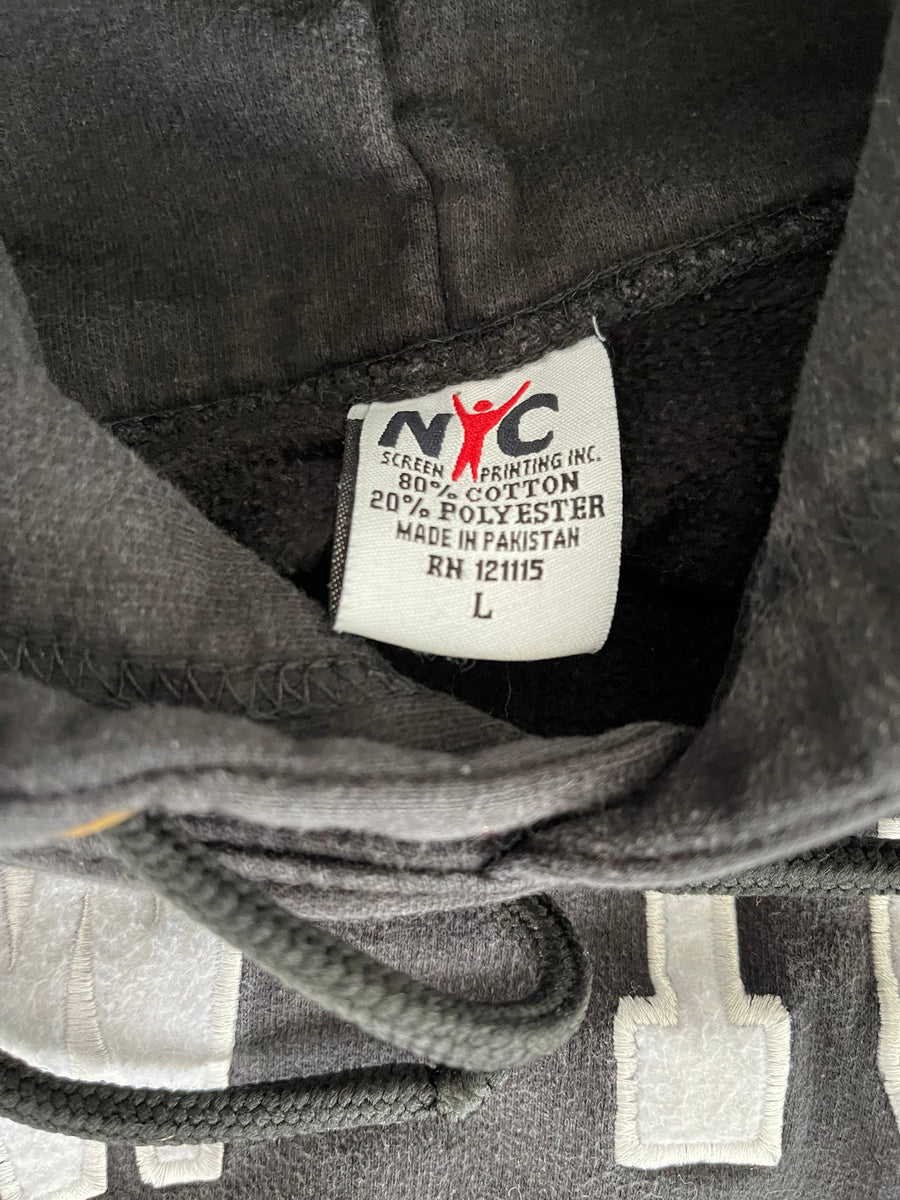 NYC
SCREEN PRINTING INC.
80% COTTON
20% POLYESTER
MADE IN PAKISTAN
RN 121115
L